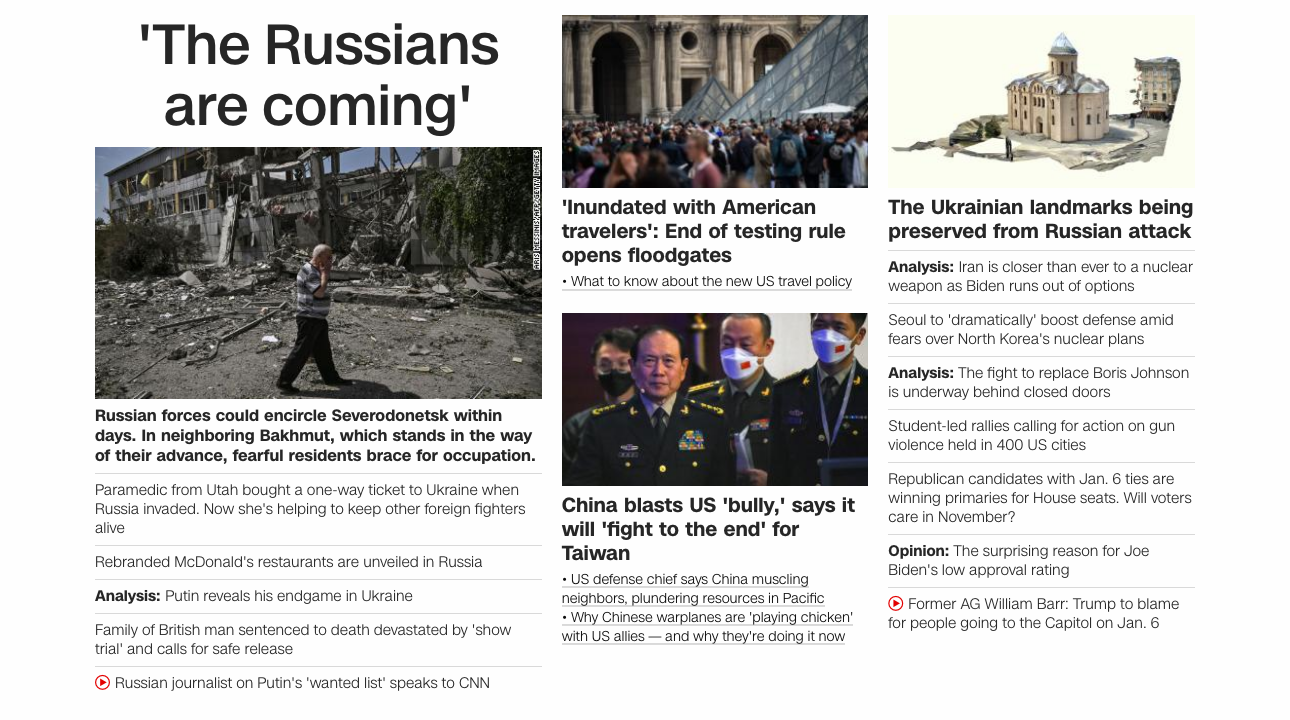 'The Russians
are coming'
ARIS MESSINIS/AFP/GETTY IMAGES
Russian forces could encircle Severodonetsk within
days. In neighboring Bakhmut, which stands in the way
of their advance, fearful residents brace for occupation.
Paramedic from Utah bought a one-way ticket to Ukraine when
Russia invaded. Now she's helping to keep other foreign fighters
alive
Rebranded McDonald's restaurants are unveiled in Russia
Analysis: Putin reveals his endgame in Ukraine
Family of British man sentenced to death devastated by 'show
trial' and calls for safe release
Russian journalist on Putin's 'wanted list' speaks to CNN
'Inundated with American
travelers': End of testing rule
opens floodgates
• What to know about the new US travel policy
China blasts US 'bully,' says it
will 'fight to the end' for
Taiwan
• US defense chief says China muscling
neighbors, plundering resources in Pacific
• Why Chinese warplanes are 'playing chicken'
with US allies — and why they're doing it now
The Ukrainian landmarks being
preserved from Russian attack
Analysis: Iran is closer than ever to a nuclear
weapon as Biden runs out of options
Seoul to 'dramatically' boost defense amid
fears over North Korea's nuclear plans
Analysis: The fight to replace Boris Johnson
is underway behind closed doors
Student-led rallies calling for action on gun
violence held in 400 US cities
Republican candidates with Jan. 6 ties are
winning primaries for House seats. Will voters
care in November?
Opinion: The surprising reason for Joe
Biden's low approval rating
Former AG William Barr: Trump to blame
for people going to the Capitol on Jan. 6